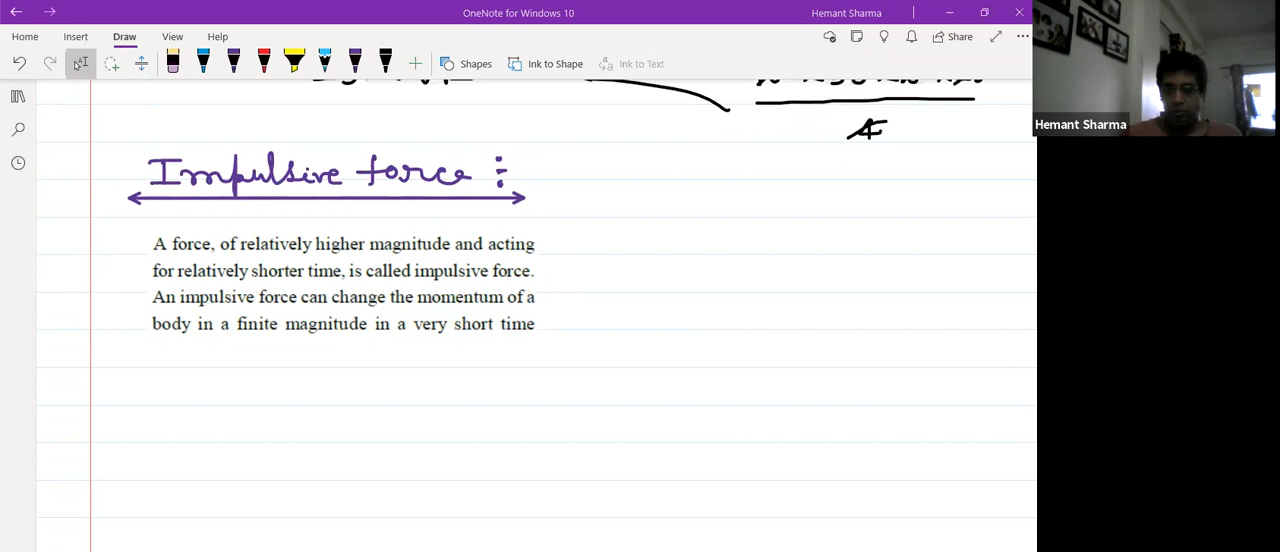 OneNote for Windows 10
Hemant Sharma
Home Insert Draw View Help
Share
Shapes
Ink to Shape
Ink to Text
Hemant Sharma
Impulsive force :
A force, of relatively higher magnitude and acting
for relatively shorter time, is called impulsive force.
An impulsive force can change the momentum of a
body in a finite magnitude in a very short time